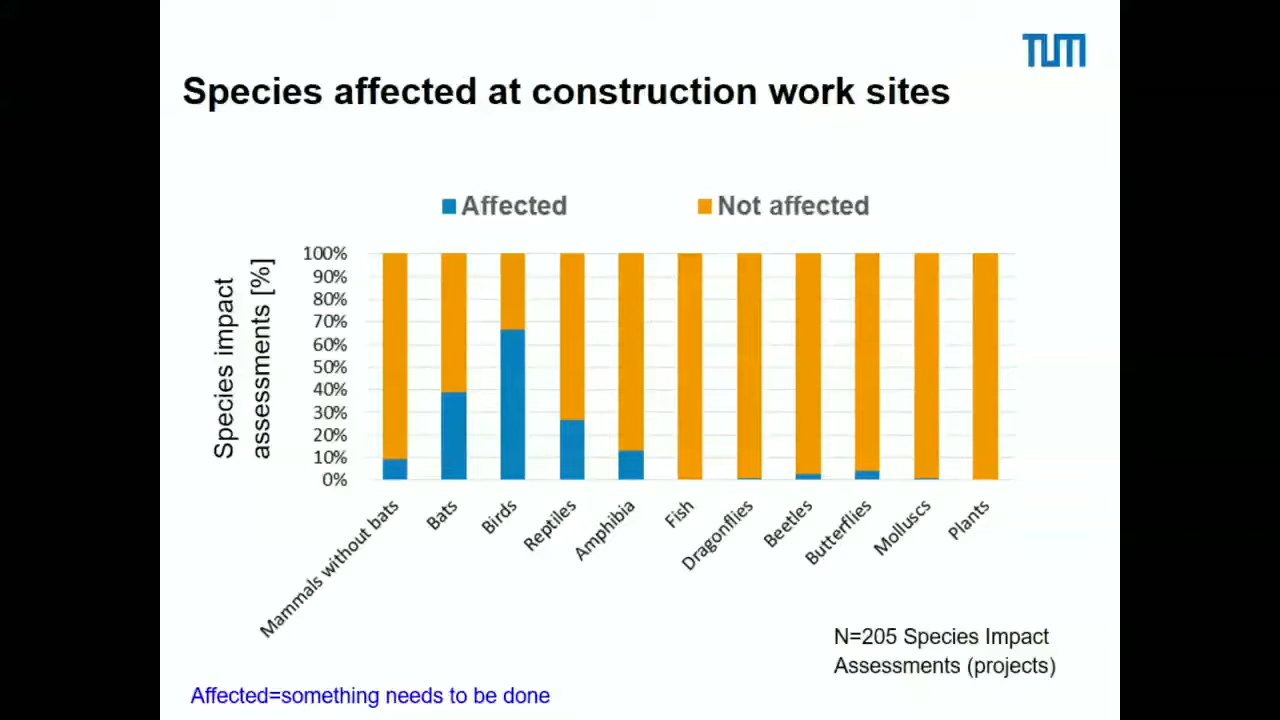 TUM
Species affected at construction work sites
Affected
Not affected
Species impact
assessments [%]
100%
90%
80%
70%
60%
50%
40%
30%
20%
10%
0%
Mammals without bats
Bats
Birds
Reptiles
Amphibia
Fish
Dragonflies
Beetles
Butterflies
Molluscs
Plants
N=205 Species Impact
Assessments (projects)
Affected=something needs to be done